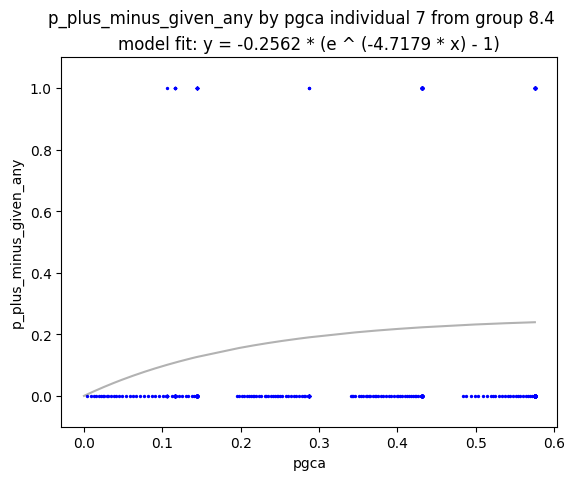 p_plus_minus_given_any by pgca individual 7 from group 8.4
model fit: y = -0.2562 * (e ^ (-4.7179 * x) - 1)
1.0
0.8
0.6
0.4
0.2
0.0
p_plus_minus_given_any
0.0 0.1 0.2 0.3 0.4 0.5 0.6
pgca